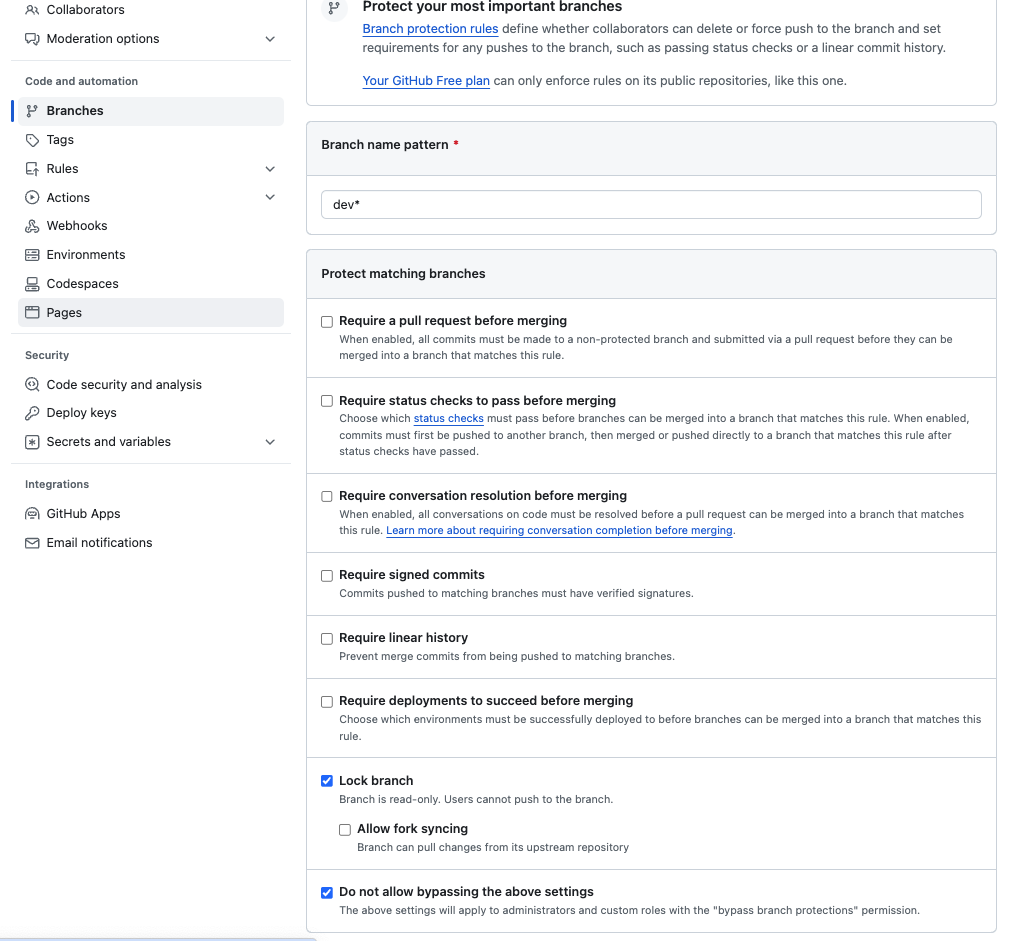 Collaborators
Moderation options
Code and automation
Branches
Tags
Rules
Actions
Webhooks
Environments
Codespaces
Pages
Security
Code security and analysis
Deploy keys
Secrets and variables
Integrations
GitHub Apps
Email notifications
Protect your most important branches
Branch protection rules define whether collaborators can delete or force push to the branch and set
requirements for any pushes to the branch, such as passing status checks or a linear commit history.
Your GitHub Free plan can only enforce rules on its public repositories, like this one.
Branch name pattern *
dev*
Protect matching branches
Require a pull request before merging
When enabled, all commits must be made to a non-protected branch and submitted via a pull request before they can be
merged into a branch that matches this rule.
Require status checks to pass before merging
Choose which status checks must pass before branches can be merged into a branch that matches this rule. When enabled,
commits must first be pushed to another branch, then merged or pushed directly to a branch that matches this rule after
status checks have passed.
Require conversation resolution before merging
When enabled, all conversations on code must be resolved before a pull request can be merged into a branch that matches
this rule. Learn more about requiring conversation completion before merging.
Require signed commits
Commits pushed to matching branches must have verified signatures.
Require linear history
Prevent merge commits from being pushed to matching branches.
Require deployments to succeed before merging
Choose which environments must be successfully deployed to before branches can be merged into a branch that matches this
rule.
Lock branch
Branch is read-only. Users cannot push to the branch.
Allow fork syncing
Branch can pull changes from its upstream repository
Do not allow bypassing the above settings
The above settings will apply to administrators and custom roles with the "bypass branch protections" permission.